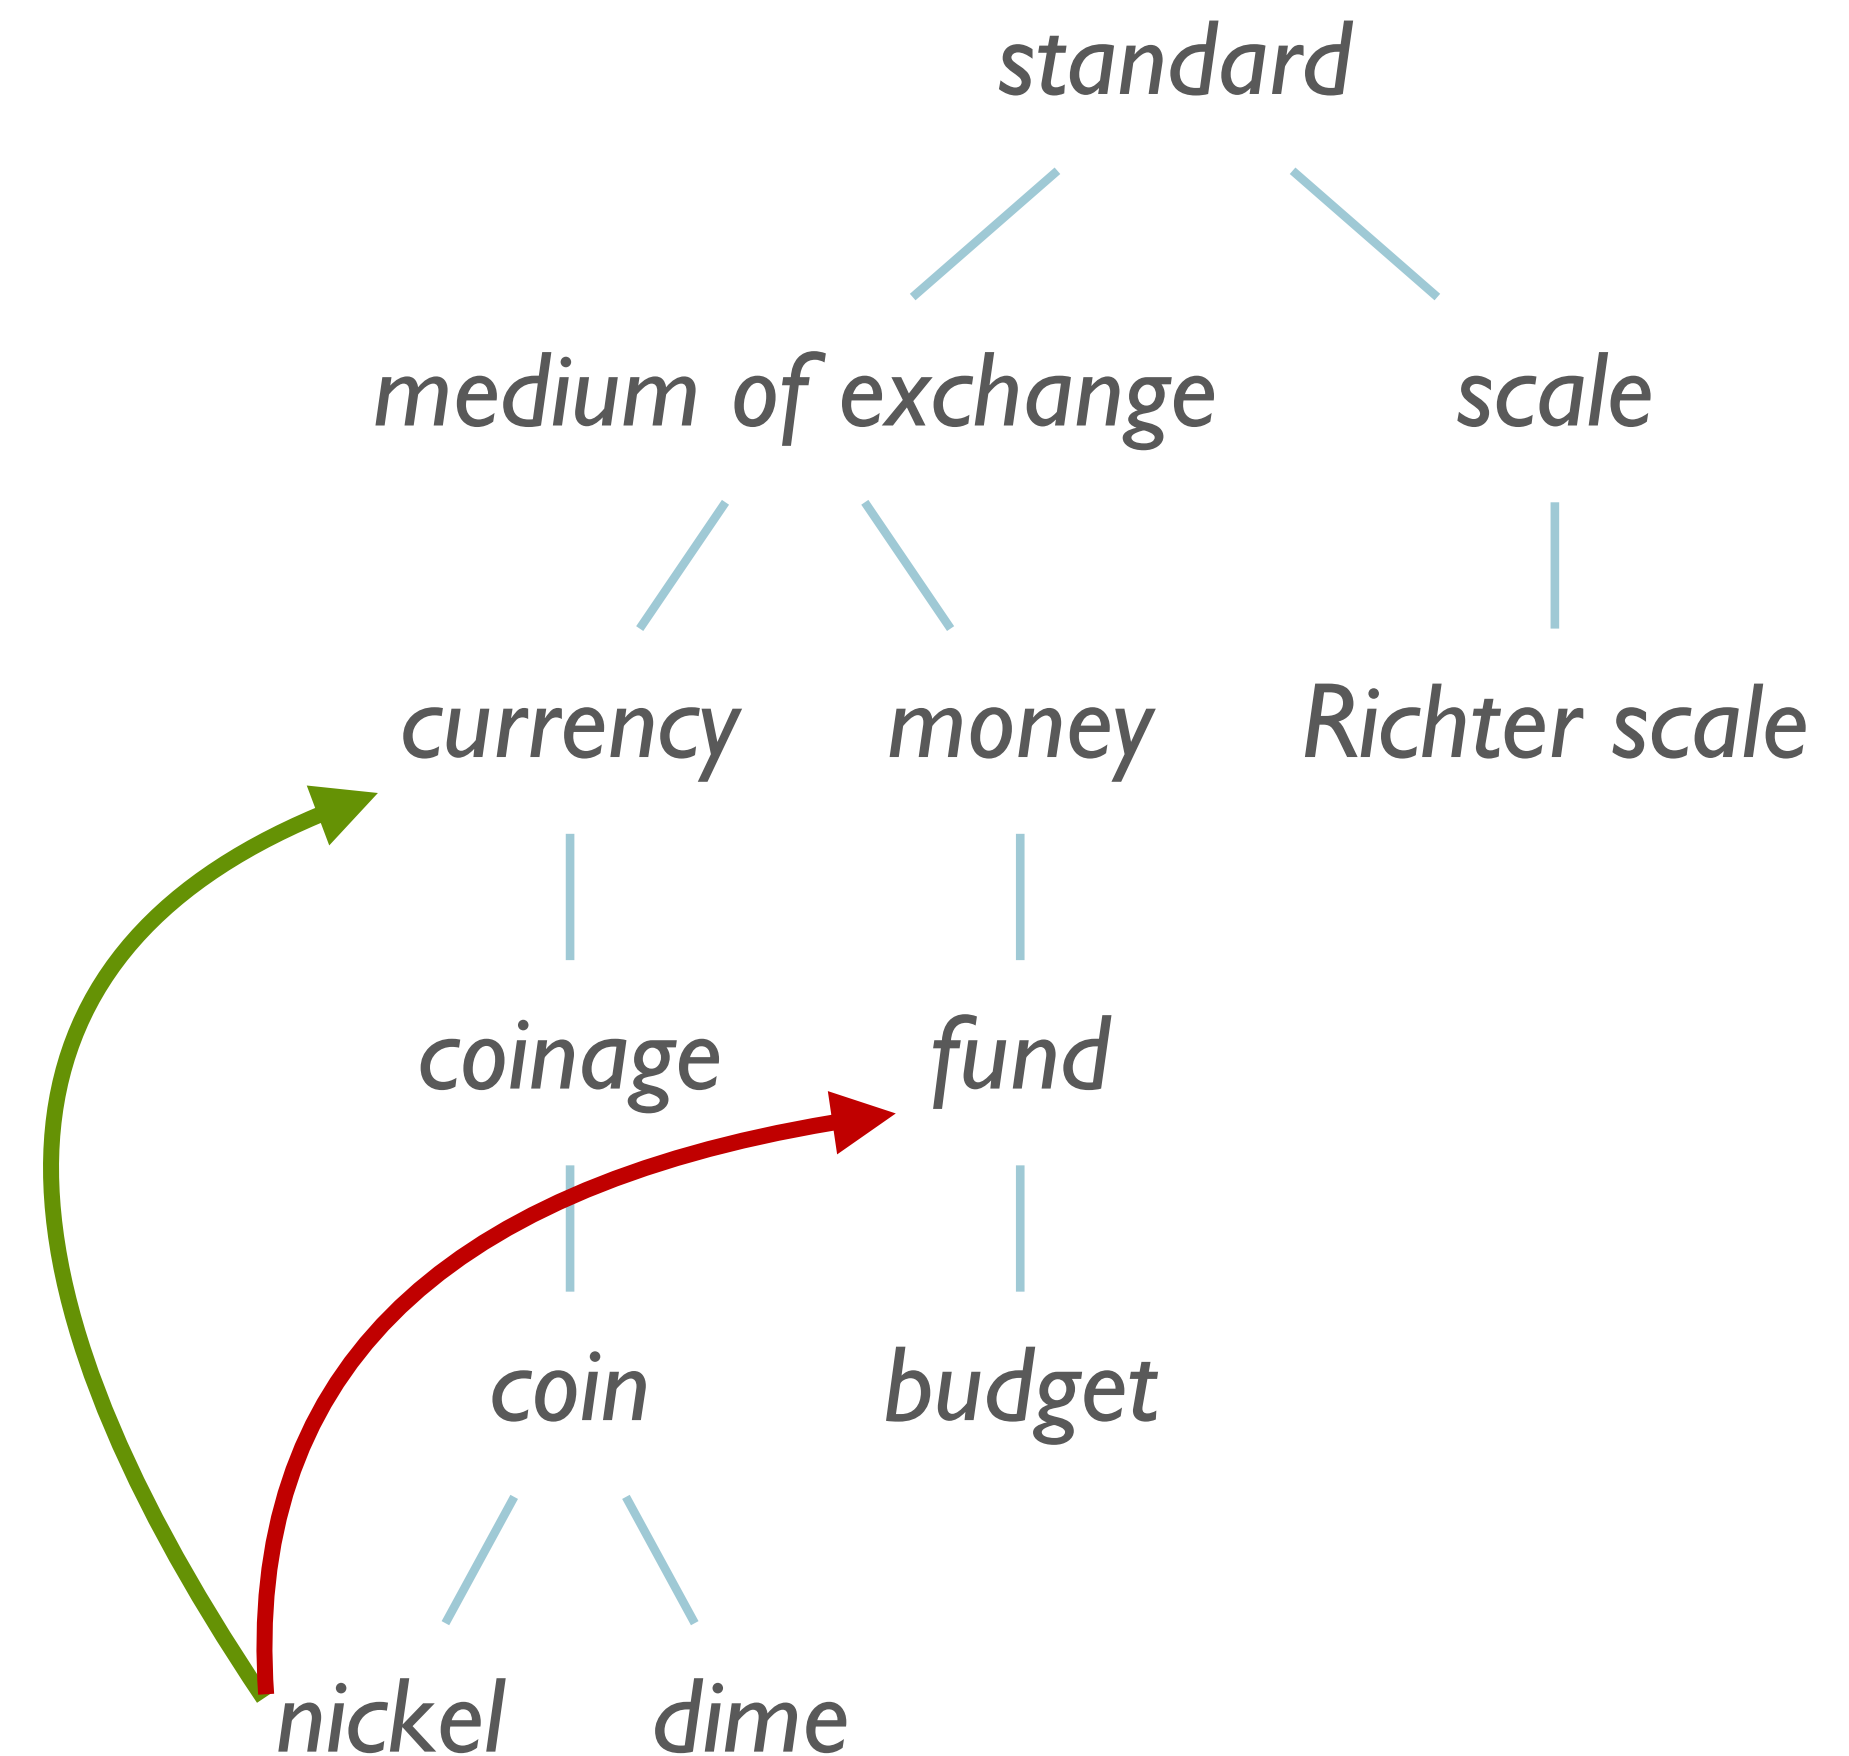 standard
medium of exchange scale
currency money Richter scale
coinage fund
coin budget
nickel dime